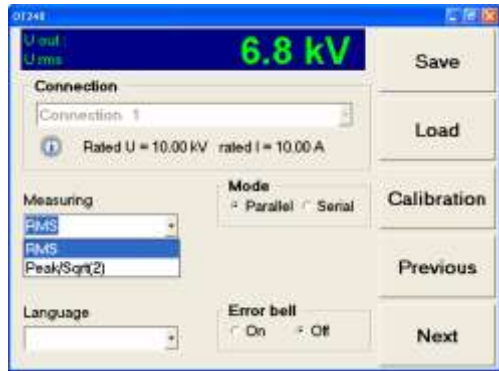 OT248
U out :
U rms
6.8 kV
Connection
Connection 1
Rated U = 10.00 kV rated I = 10.00 A
Measuring
RMS
RMS
Peak/Sqrt(2)
Mode
Parallel Serial
Language
Error bell
On Off
Save
Load
Calibration
Previous
Next